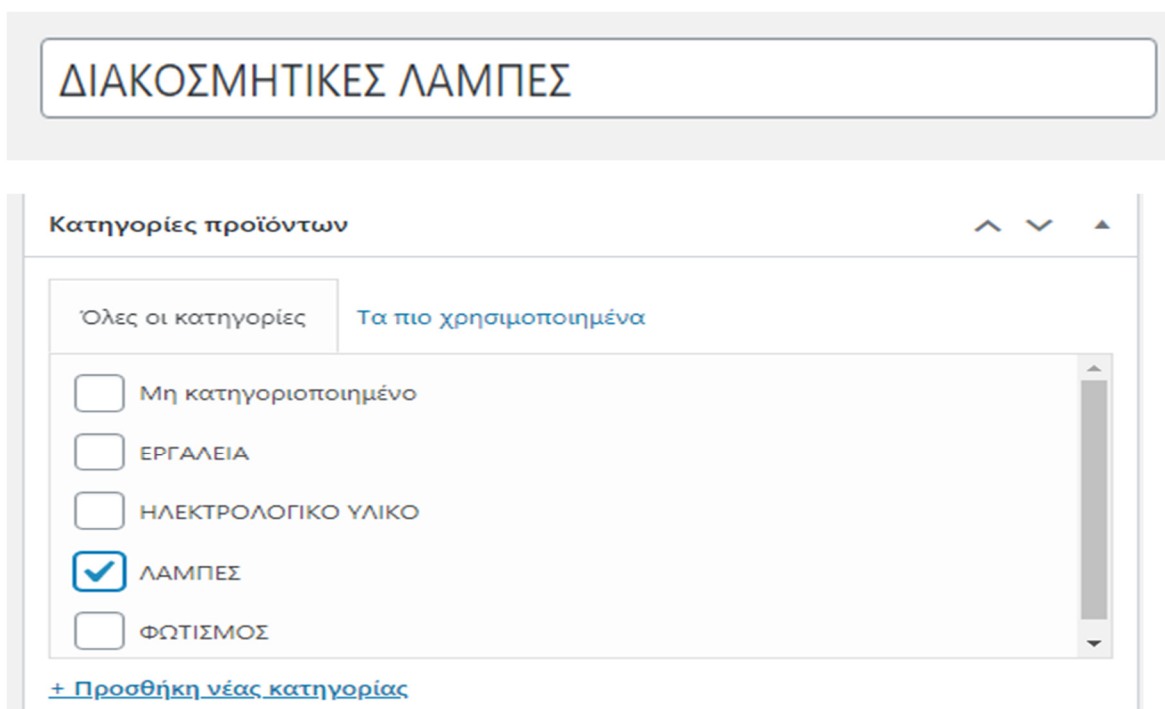 ΔΙΑΚΟΣΜΗΤΙΚΕΣ ΛΑΜΠΕΣ
Κατηγορίες προϊόντων
Όλες οι κατηγορίες Τα πιο χρησιμοποιημένα
Μη κατηγοριοποιημένο
ΕΡΓΑΛΕΙΑ
ΗΛΕΚΤΡΟΛΟΓΙΚΟ ΥΛΙΚΟ
ΛΑΜΠΕΣ
ΦΩΤΙΣΜΟΣ
+ Προσθήκη νέας κατηγορίας